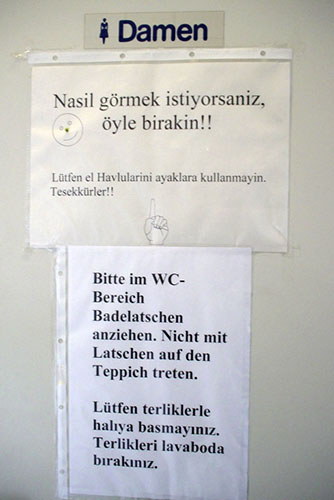 Damen
Nasil görmek istiyorsaniz,
öyle birakin!!
Lütfen el Havlularini ayaklara kullanmayin.
Tesekkürler!!
Bitte im WC-
Bereich
Badelatschen
anziehen. Nicht mit
Latschen auf den
Teppich treten.
Lütfen terliklerle
halıya basmayınız.
Terlikleri lavaboda
bırakınız.